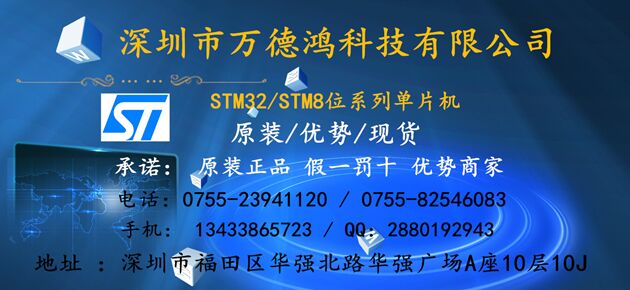 深圳市万德鸿科技有限公司
ST
STM32/STM8位系列单片机
原装/优势/现货
承诺： 原装正品 假一罚十 优势商家
电话：0755-23941120 / 0755-82546083
手机： 13433865723 / QQ：2880192943
地址 ：深圳市福田区华强北路华强广场A座10层10J